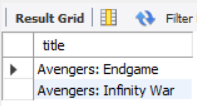 Result Grid Filter
title
Avengers: Endgame
Avengers: Infinity War